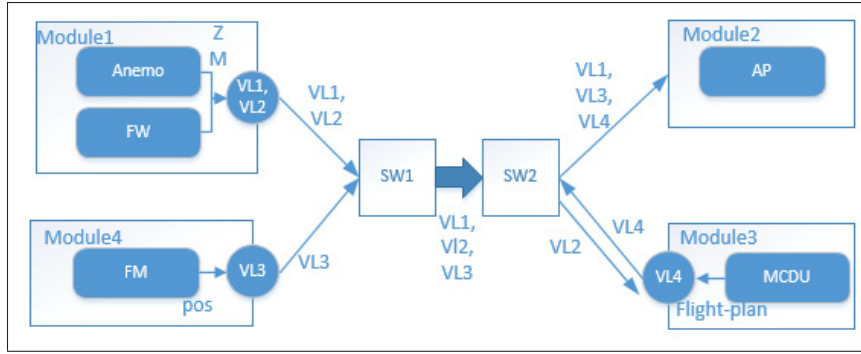 Module1
Z
M
Anemo
FW
VL1,
VL2
VL1,
VL2
Module4
FM
pos
VL3
VL3
SW1
VL1,
Vl2,
VL3
SW2
VL1,
VL3,
VL4
Module2
AP
VL2
VL4
Module3
VL4
MCDU
Flight-plan